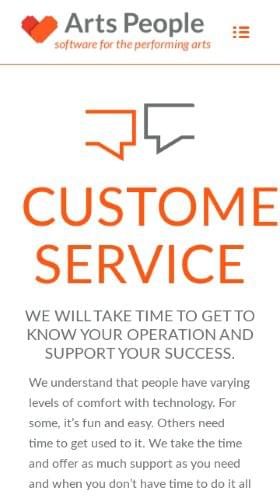 Arts People
software for the performing arts
CUSTOME
SERVICE
WE WILL TAKE TIME TO GET TO
KNOW YOUR OPERATION AND
SUPPORT YOUR SUCCESS.
We understand that people have varying
levels of comfort with technology. For
some, it's fun and easy. Others need
time to get used to it. We take the time
and offer as much support as you need
and when you don't have time to do it all